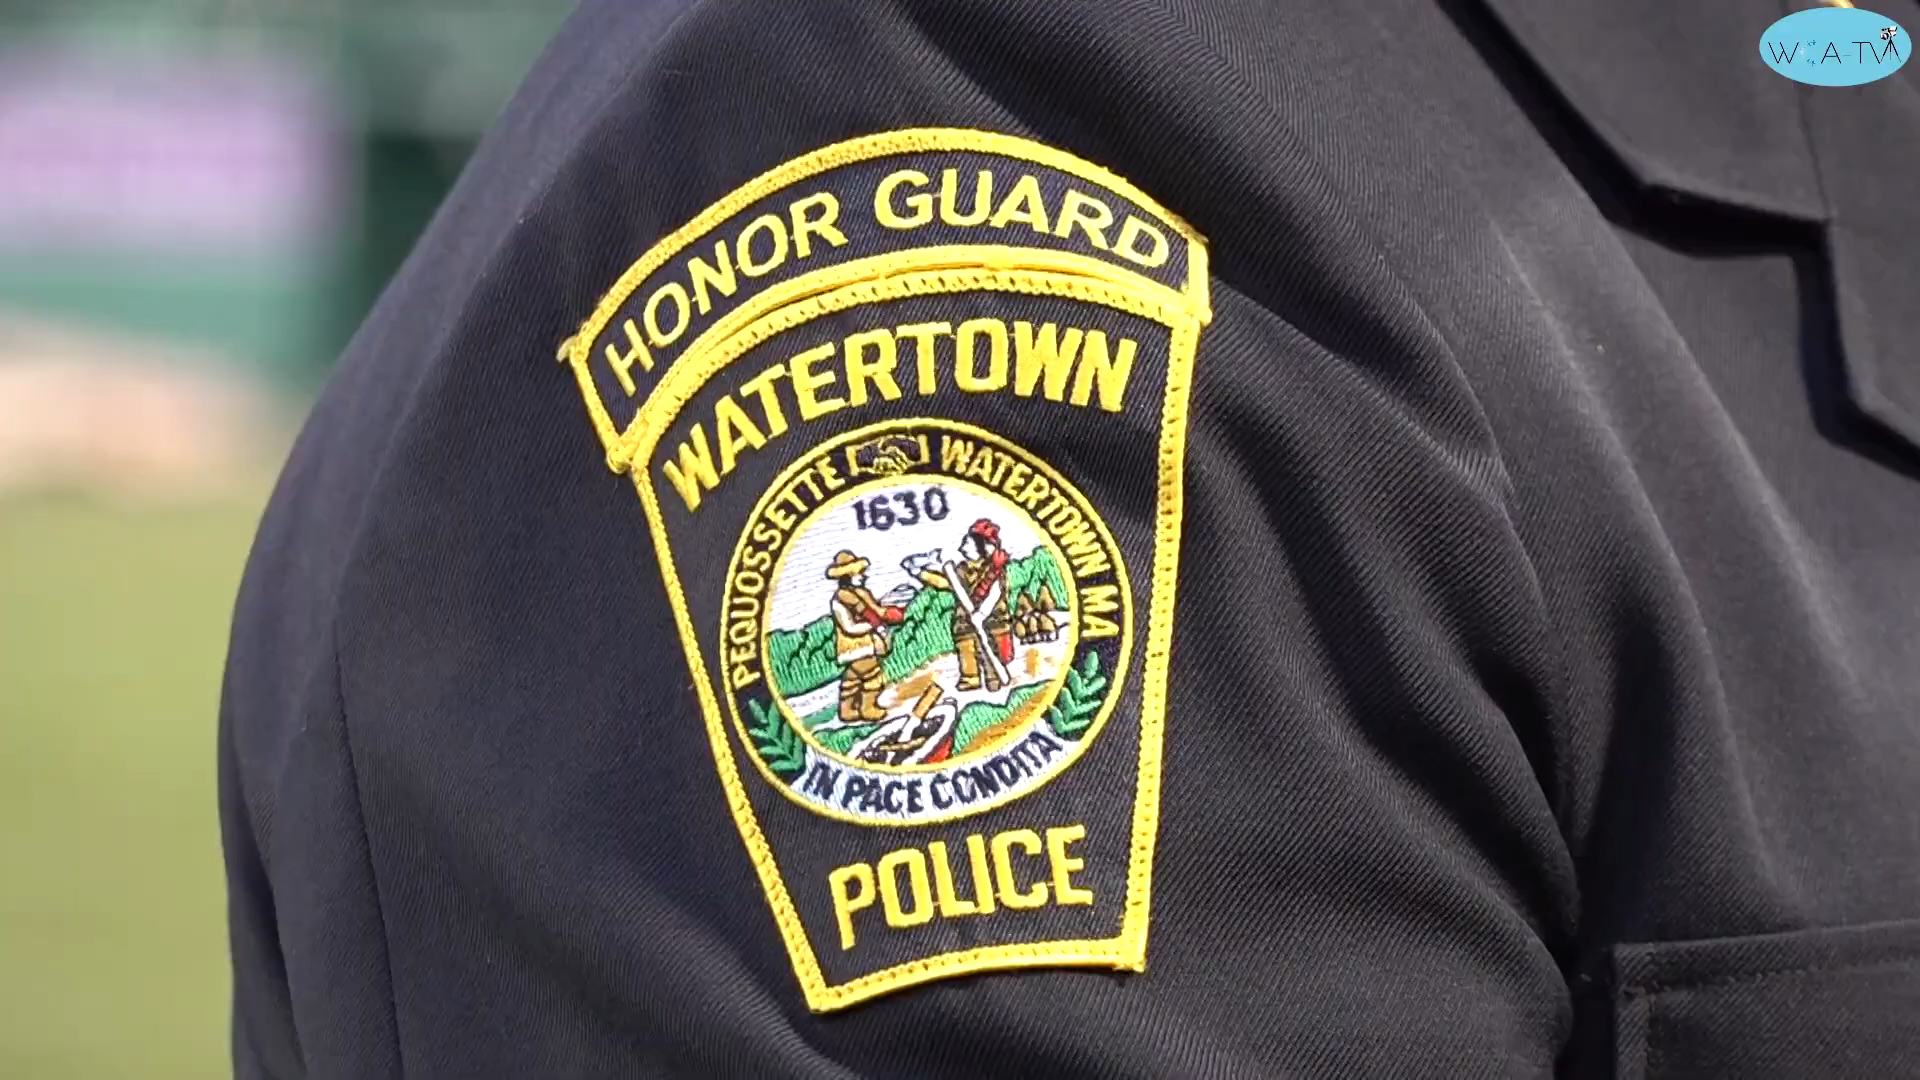 HONOR GUARD
WATERTOWN
PEQUOSSETTE WATERTOWN MA
1630
IN PACE CONDITA
POLICE
WCA-TV